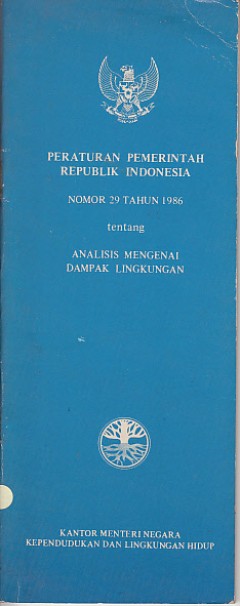 PERATURAN PEMERINTAH
REPUBLIK INDONESIA
NOMOR 29 TAHUN 1986
tentang
ANALISIS MENGENAI
DAMPAK LINGKUNGAN
KANTOR MENTERI NEGARA
KEPENDUDUKAN DAN LINGKUNGAN HIDUP